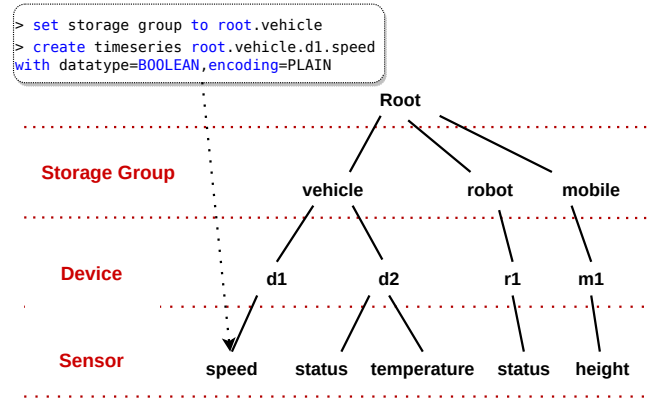 > set storage group to root.vehicle
> create timeseries root.vehicle.d1.speed
with datatype=BOOLEAN,encoding=PLAIN
Root
Storage Group
vehicle robot mobile
Device
d1 d2 r1 m1
Sensor
speed status temperature status height